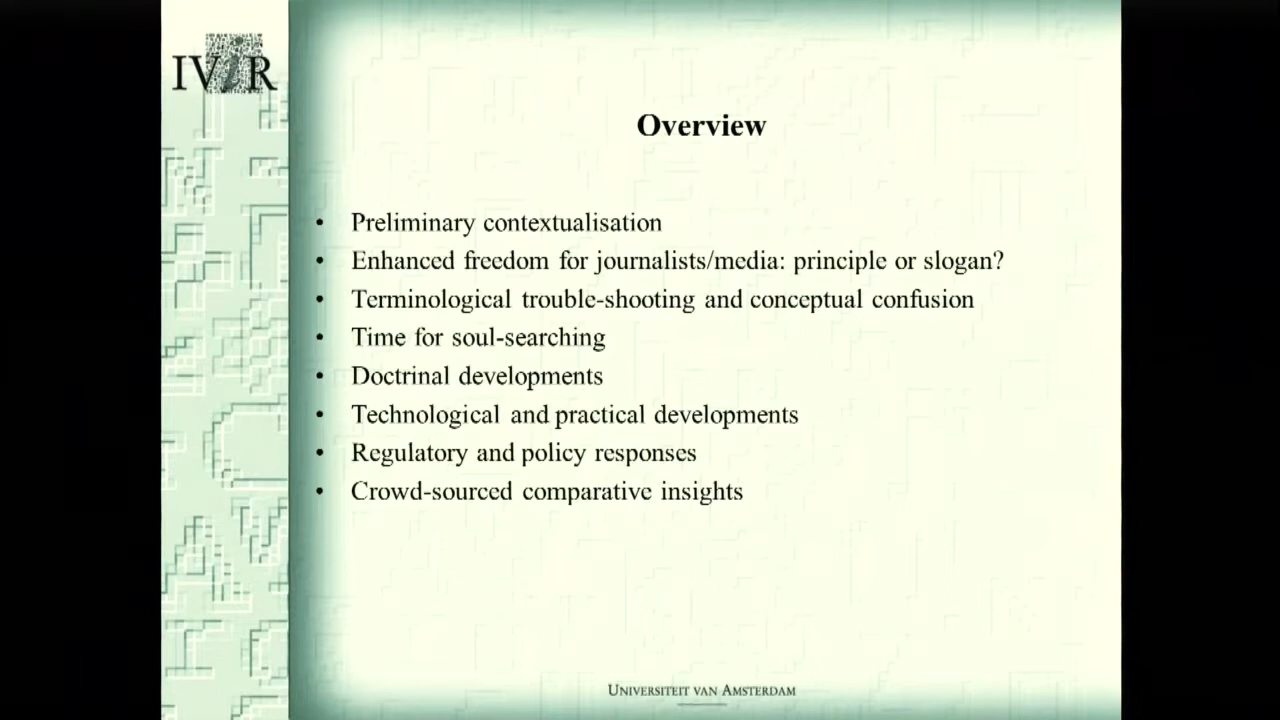 IViR
Overview
• Preliminary contextualisation
• Enhanced freedom for journalists/media: principle or slogan?
• Terminological trouble-shooting and conceptual confusion
• Time for soul-searching
• Doctrinal developments
• Technological and practical developments
• Regulatory and policy responses
• Crowd-sourced comparative insights
UNIVERSITEIT VAN AMSTERDAM